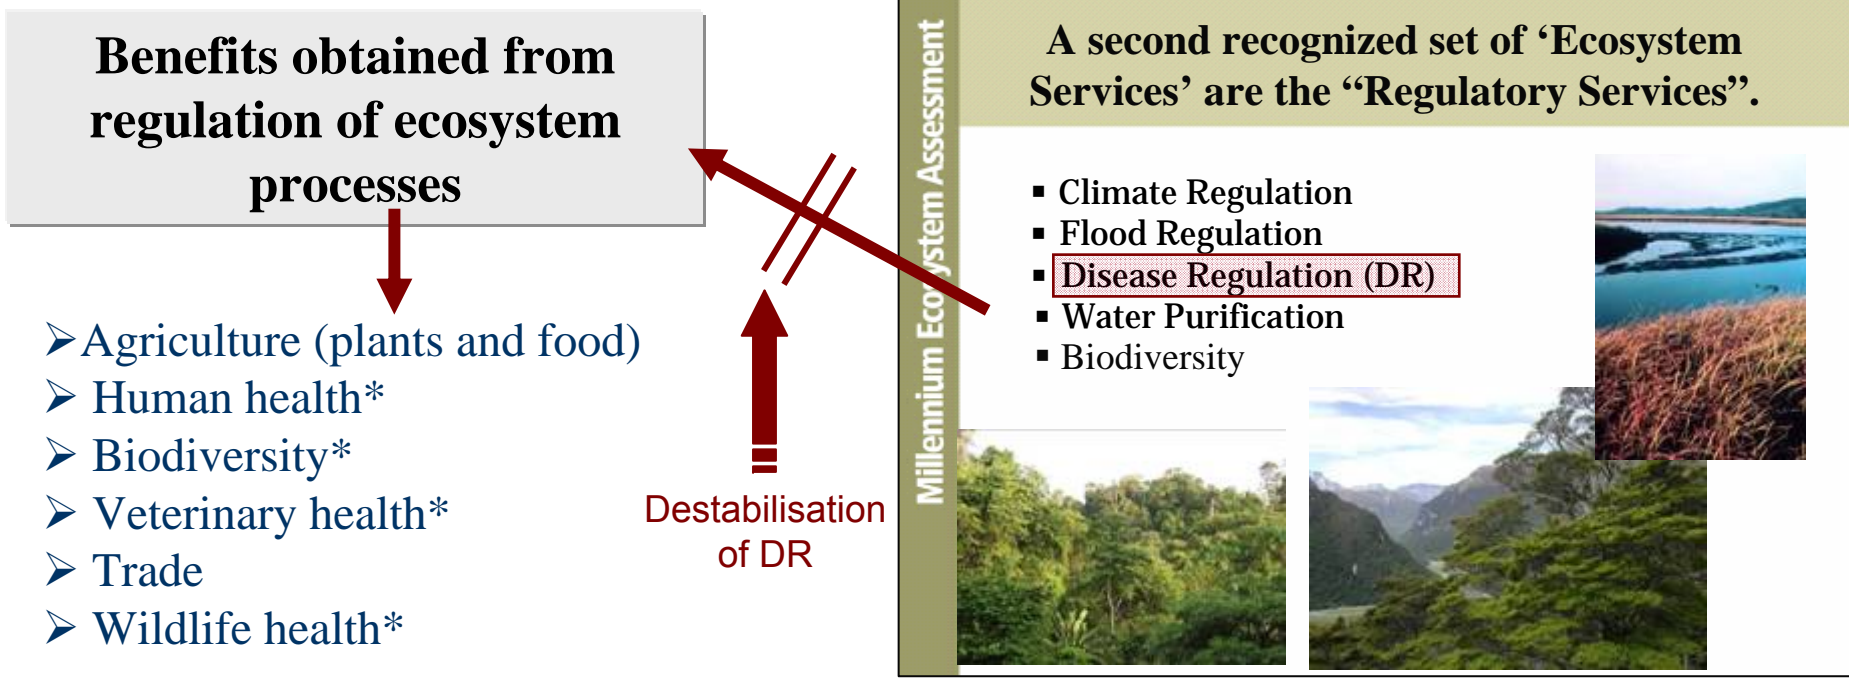 Benefits obtained from
regulation of ecosystem
processes
➢Agriculture (plants and food)
➢ Human health*
➢ Biodiversity*
➢ Veterinary health*
➢ Trade
➢ Wildlife health*
Destabilisation
of DR
Millennium Ecosystem Assessment
A second recognized set of ‘Ecosystem
Services’ are the “Regulatory Services”.
▪ Climate Regulation
▪ Flood Regulation
▪ Disease Regulation (DR)
▪ Water Purification
▪ Biodiversity